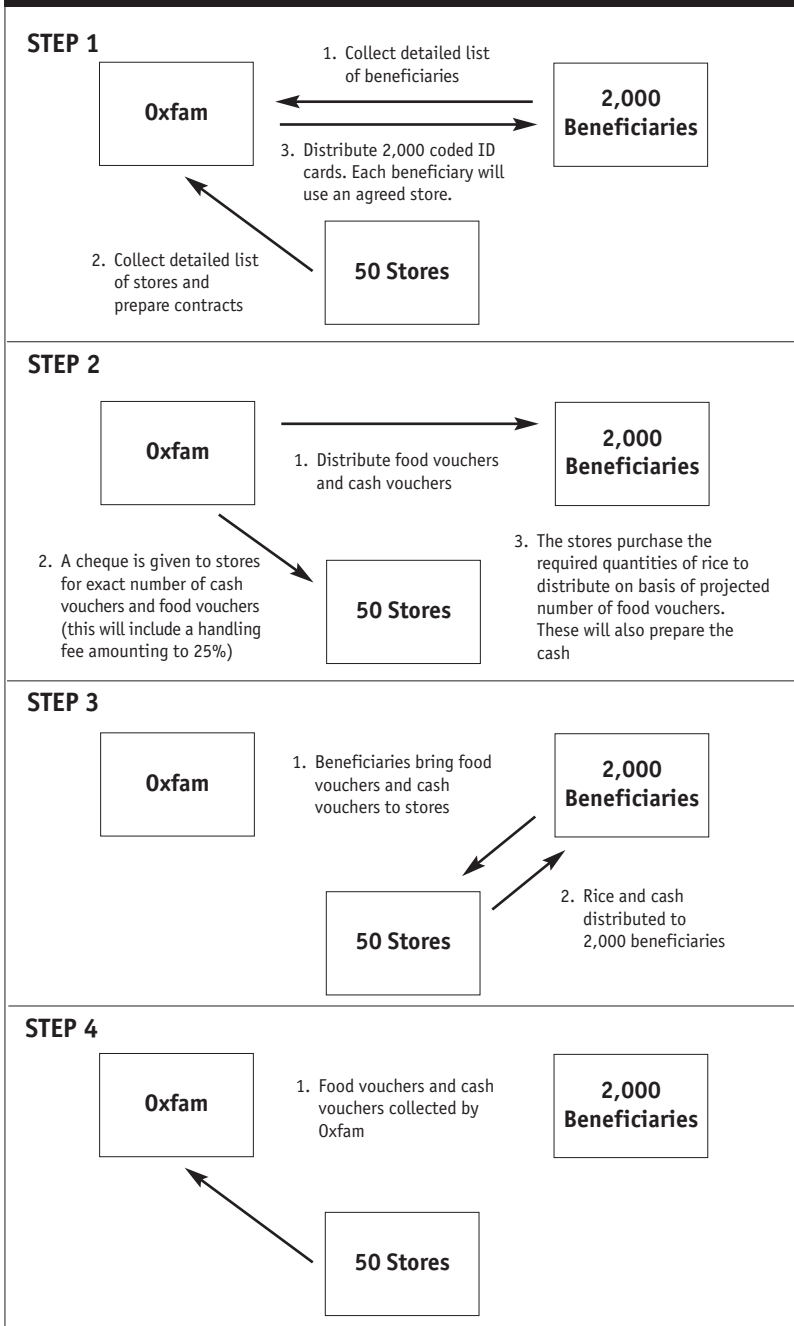 STEP 1
1. Collect detailed list
of beneficiaries
Oxfam
2,000
Beneficiaries
3. Distribute 2,000 coded ID
cards. Each beneficiary will
use an agreed store.
2. Collect detailed list
of stores and
prepare contracts
50 Stores
STEP 2
Oxfam
2,000
Beneficiaries
1. Distribute food vouchers
and cash vouchers
2. A cheque is given to stores
for exact number of cash
vouchers and food vouchers
(this will include a handling
fee amounting to 25%)
50 Stores
3. The stores purchase the
required quantities of rice to
distribute on basis of projected
number of food vouchers.
These will also prepare the
cash
STEP 3
Oxfam
1. Beneficiaries bring food
vouchers and cash
vouchers to stores
2,000
Beneficiaries
50 Stores
2. Rice and cash
distributed to
2,000 beneficiaries
STEP 4
Oxfam
1. Food vouchers and cash
vouchers collected by
Oxfam
2,000
Beneficiaries
50 Stores